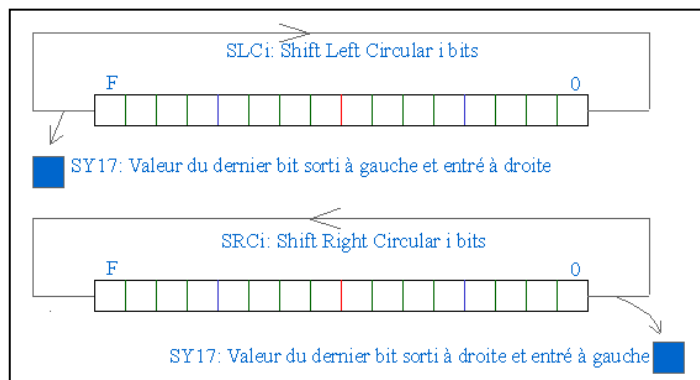 SLCi: Shift Left Circular i bits
F 0
SY17: Valeur du dernier bit sorti à gauche et entré à droite
SRCi: Shift Right Circular i bits
F 0
SY17: Valeur du dernier bit sorti à droite et entré à gauche